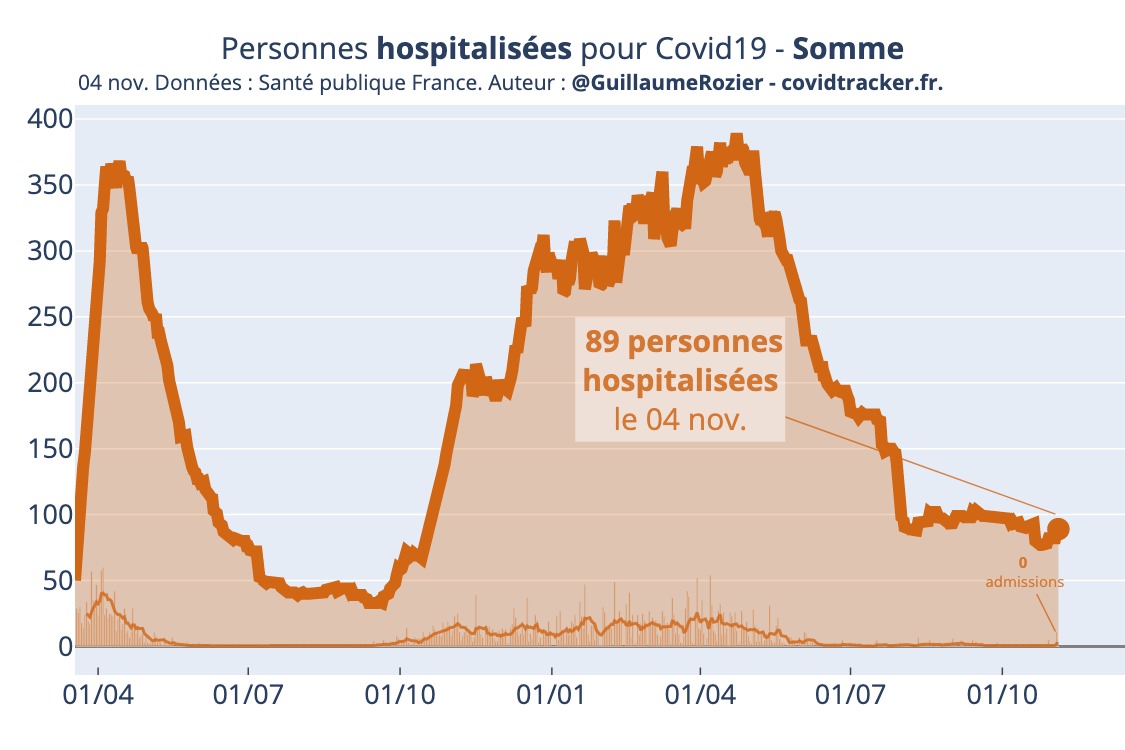 Personnes hospitalisées pour Covid19 - Somme
04 nov. Données : Santé publique France. Auteur : @GuillaumeRozier - covidtracker.fr.
400
350
300
250
200
150
100
50
0
89 personnes
hospitalisées
le 04 nov.
0
admissions
01/04 01/07 01/10 01/01 01/04 01/07 01/10